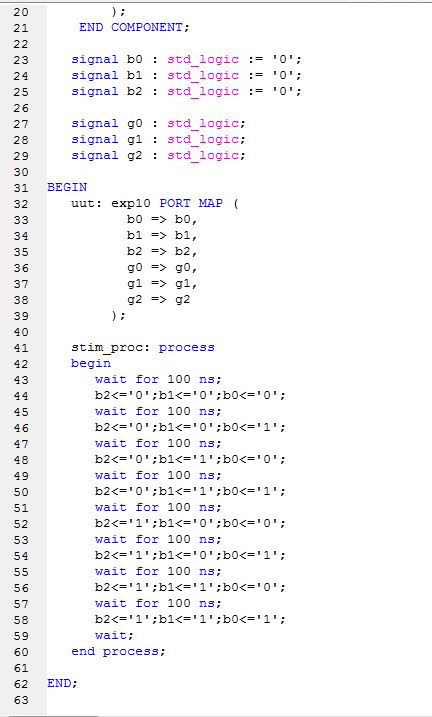 20 );
21 END COMPONENT;
22
23 signal b0 : std_logic := '0';
24 signal b1 : std_logic := '0';
25 signal b2 : std_logic := '0';
26
27 signal g0 : std_logic;
28 signal g1 : std_logic;
29 signal g2 : std_logic;
30
31 BEGIN
32 uut: exp10 PORT MAP (
33 b0 => b0,
34 b1 => b1,
35 b2 => b2,
36 g0 => g0,
37 g1 => g1,
38 g2 => g2
39 );
40
41 stim_proc: process
42 begin
43 wait for 100 ns;
44 b2<='0';b1<='0';b0<='0';
45 wait for 100 ns;
46 b2<='0';b1<='0';b0<='1';
47 wait for 100 ns;
48 b2<='0';b1<='1';b0<='0';
49 wait for 100 ns;
50 b2<='0';b1<='1';b0<='1';
51 wait for 100 ns;
52 b2<='1';b1<='0';b0<='0';
53 wait for 100 ns;
54 b2<='1';b1<='0';b0<='1';
55 wait for 100 ns;
56 b2<='1';b1<='1';b0<='0';
57 wait for 100 ns;
58 b2<='1';b1<='1';b0<='1';
59 wait;
60 end process;
61
62 END;
63